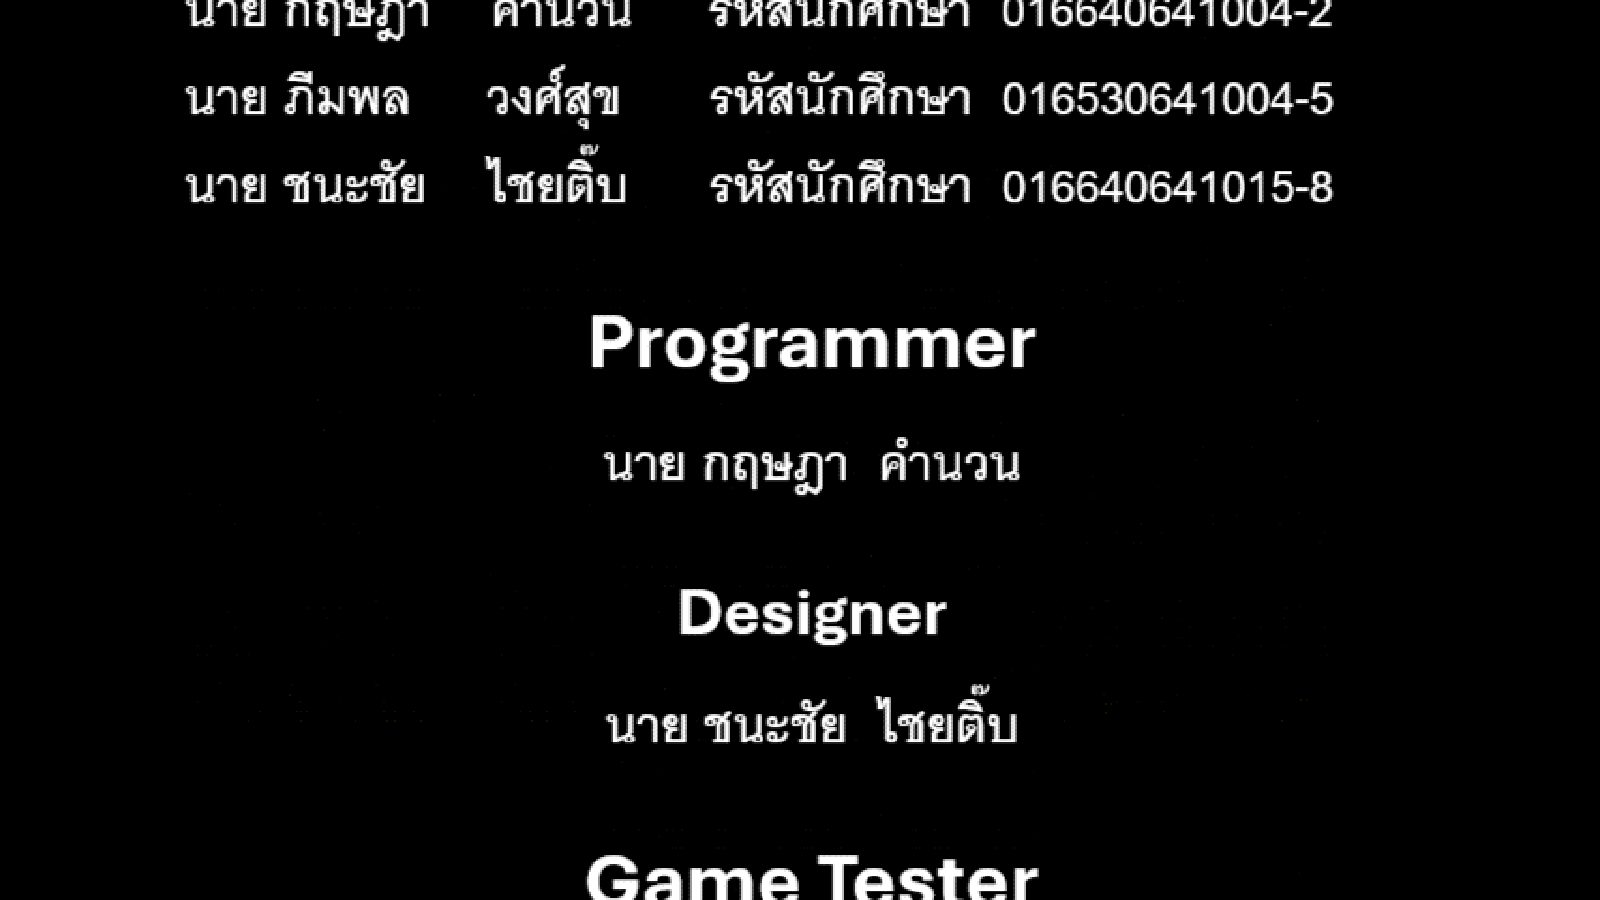 นาย กฤษฎา คำนวน รหัสนักศึกษา 016640641004-2
นาย ภีมพล วงศ์สุข รหัสนักศึกษา 016530641004-5
นาย ชนะชัย ไชยติ๊บ รหัสนักศึกษา 016640641015-8
Programmer
นาย กฤษฎา คำนวน
Designer
นาย ชนะชัย ไชยติ๊บ
Game Tester